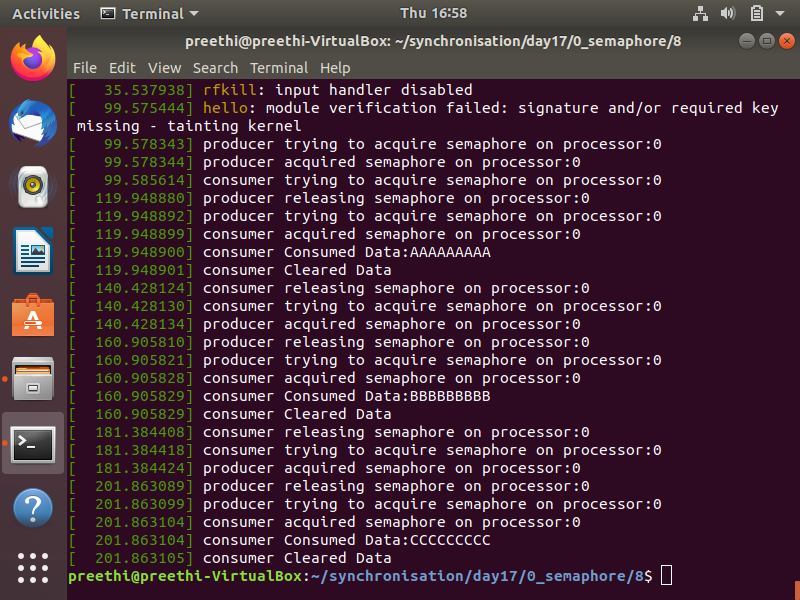 Activities Terminal Thu 16:58
preethi@preethi-VirtualBox: ~/synchronisation/day17/0_semaphore/8
File Edit View Search Terminal Help
[   35.537938] rfkill: input handler disabled
[   99.575444] hello: module verification failed: signature and/or required key
 missing - tainting kernel
[   99.578343] producer trying to acquire semaphore on processor:0
[   99.578344] producer acquired semaphore on processor:0
[   99.585614] consumer trying to acquire semaphore on processor:0
[  119.948880] producer releasing semaphore on processor:0
[  119.948892] producer trying to acquire semaphore on processor:0
[  119.948899] consumer acquired semaphore on processor:0
[  119.948900] consumer Consumed Data:AAAAAAAAA
[  119.948901] consumer Cleared Data
[  140.428124] consumer releasing semaphore on processor:0
[  140.428130] consumer trying to acquire semaphore on processor:0
[  140.428134] producer acquired semaphore on processor:0
[  160.905810] producer releasing semaphore on processor:0
[  160.905821] producer trying to acquire semaphore on processor:0
[  160.905828] consumer acquired semaphore on processor:0
[  160.905829] consumer Consumed Data:BBBBBBBBB
[  160.905829] consumer Cleared Data
[  181.384408] consumer releasing semaphore on processor:0
[  181.384418] consumer trying to acquire semaphore on processor:0
[  181.384424] producer acquired semaphore on processor:0
[  201.863089] producer releasing semaphore on processor:0
[  201.863099] producer trying to acquire semaphore on processor:0
[  201.863104] consumer acquired semaphore on processor:0
[  201.863104] consumer Consumed Data:CCCCCCCCC
[  201.863105] consumer Cleared Data
preethi@preethi-VirtualBox:~/synchronisation/day17/0_semaphore/8$